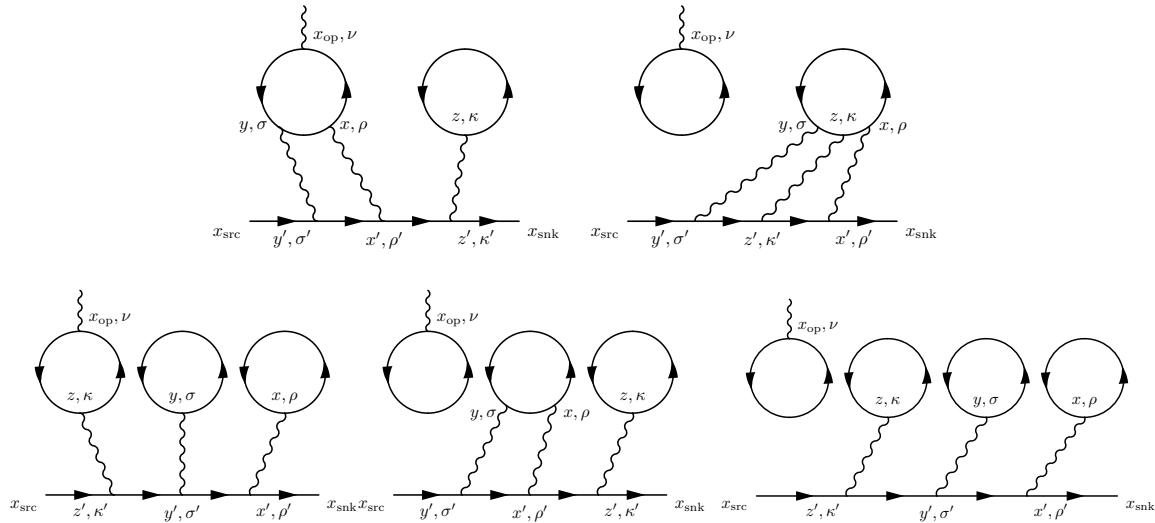 x_op, ν
x_op, ν
z, κ
z, κ
y, σ
x, ρ
y, σ
x, ρ
x_src
y′, σ′
x′, ρ′
z′, κ′
x_snk
x_src
y′, σ′
z′, κ′
x′, ρ′
x_snk
x_op, ν
x_op, ν
x_op, ν
z, κ
y, σ
x, ρ
y, σ
x, ρ
z, κ
z, κ
y, σ
x, ρ
x_src
z′, κ′
y′, σ′
x′, ρ′
x_snk
x_src
y′, σ′
x′, ρ′
z′, κ′
x_snk
x_src
z′, κ′
y′, σ′
x′, ρ′
x_snk